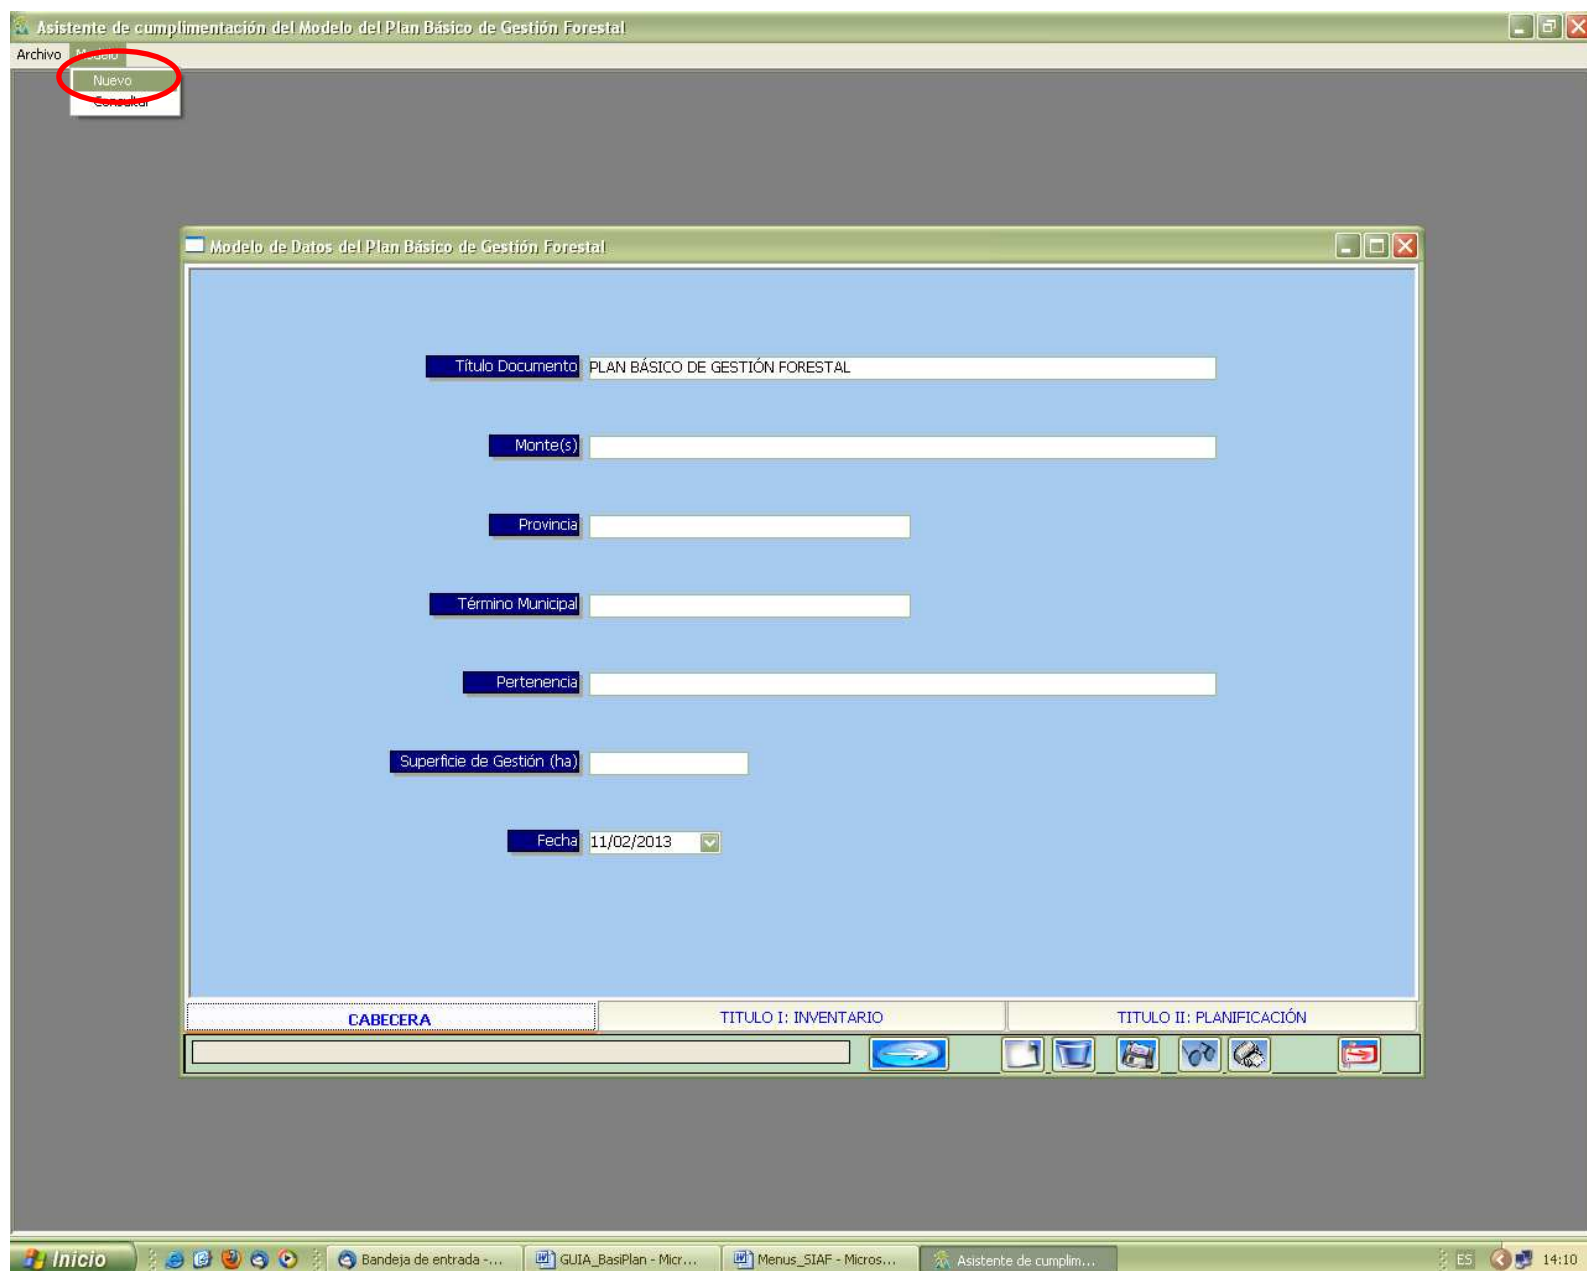 Asistente de cumplimentación del Modelo del Plan Básico de Gestión Forestal
Archivo Modelo
Nuevo
Consultar
Modelo de Datos del Plan Básico de Gestión Forestal
Título Documento PLAN BÁSICO DE GESTIÓN FORESTAL
Monte(s)
Provincia
Término Municipal
Pertenencia
Superficie de Gestión (ha)
Fecha 11/02/2013
CABECERA TITULO I: INVENTARIO TITULO II: PLANIFICACIÓN
Inicio Bandeja de entrada -... GUIA_BasiPlan - Micr... Menus_SIAF - Micros... Asistente de cumplim... ES 14:10